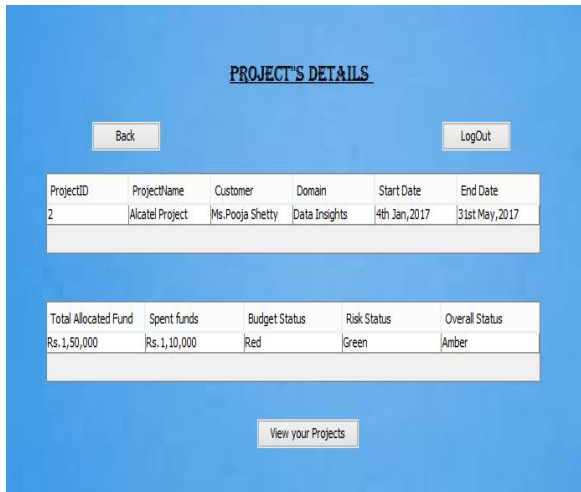 PROJECT"S DETAILS
Back LogOut
ProjectID ProjectName Customer Domain Start Date End Date
2 Alcatel Project Ms.Pooja Shetty Data Insights 4th Jan,2017 31st May,2017
Total Allocated Fund Spent funds Budget Status Risk Status Overall Status
Rs.1,50,000 Rs.1,10,000 Red Green Amber
View your Projects